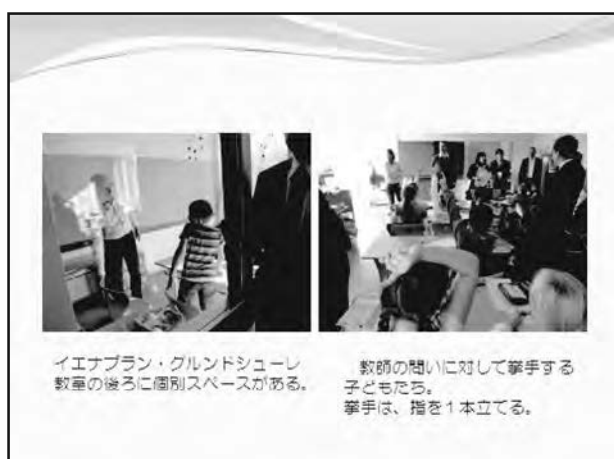 イエナプラン・グルンドシューレ
教室の後ろに個別スペースがある。
教師の問いに対して挙手する
子どもたち。
挙手は、指を1本立てる。